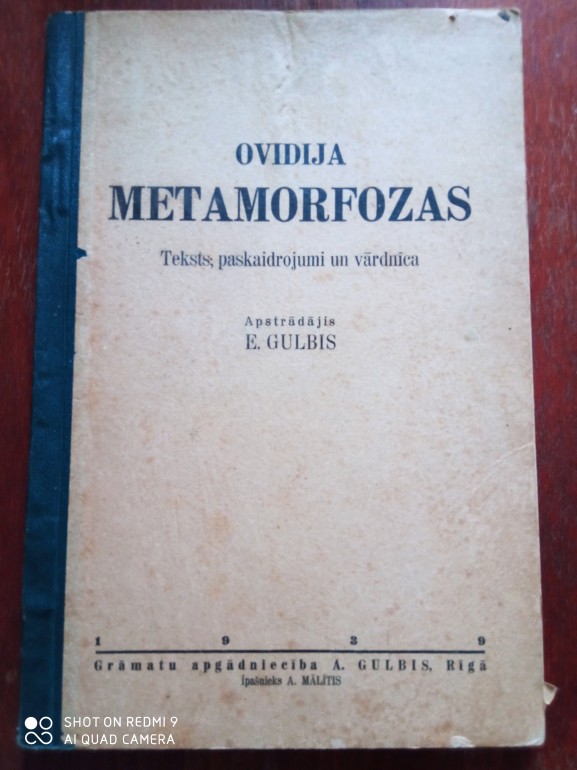 OVIDIJA
METAMORFOZAS
Teksts, paskaidrojumi un vārdnīca
Apstrādājis
E. GULBIS
1 9 3 9
Grāmatu apgādniecība A. GULBIS, Rīgā
Īpašnieks A. MĀLĪTIS
SHOT ON REDMI 9
AI QUAD CAMERA